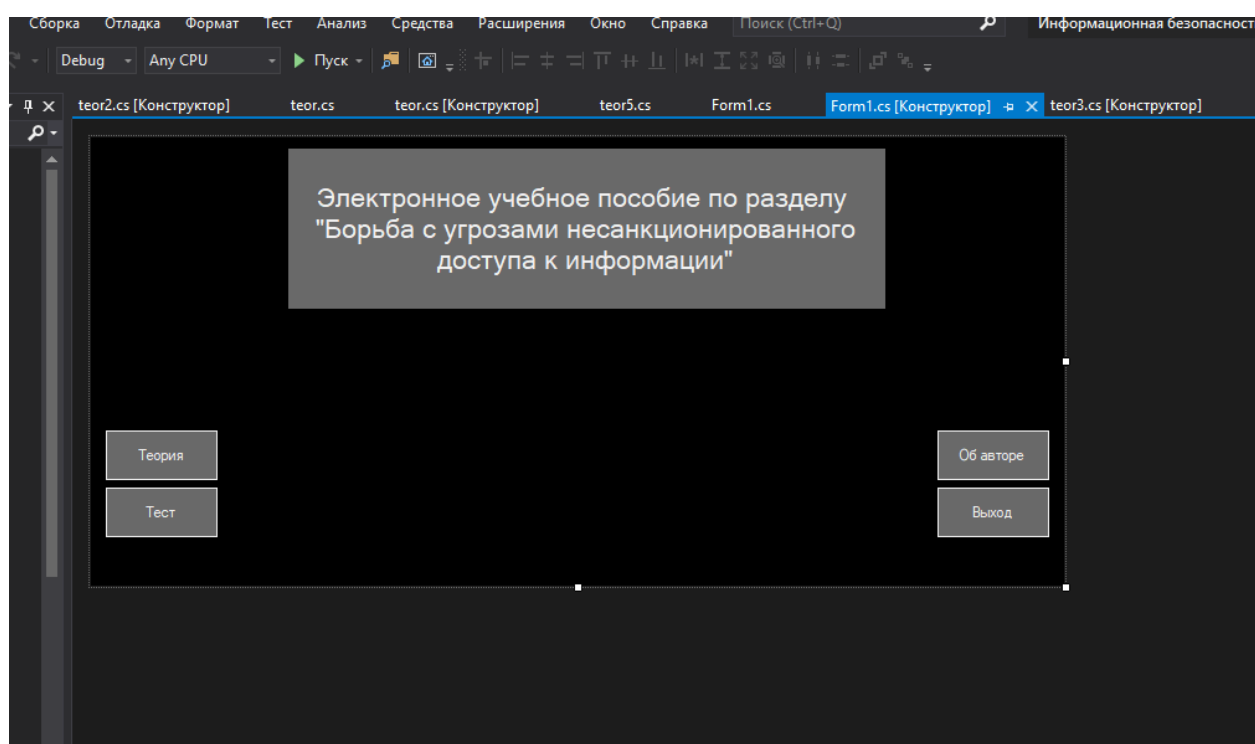 Сборка Отладка Формат Тест Анализ Средства Расширения Окно Справка Поиск (Ctrl+Q) Информационная безопасност
Debug Any CPU Пуск
teor2.cs [Конструктор] teor.cs teor.cs [Конструктор] teor5.cs Form1.cs Form1.cs [Конструктор] teor3.cs [Конструктор]
Электронное учебное пособие по разделу
"Борьба с угрозами несанкционированного
доступа к информации"
Теория Об авторе
Тест Выход